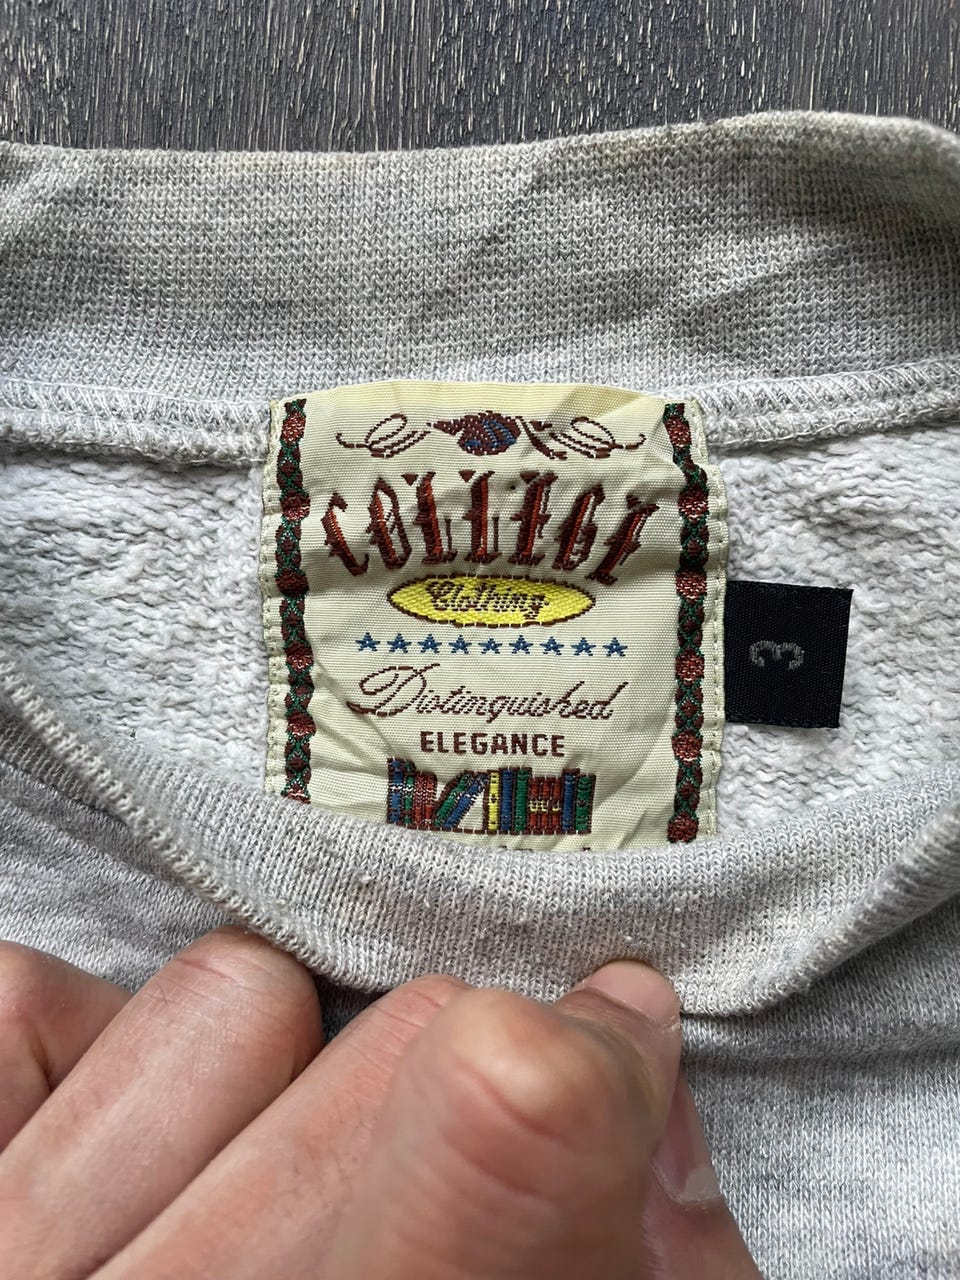 COLLEGE
Clothing
Distinguished
ELEGANCE
3